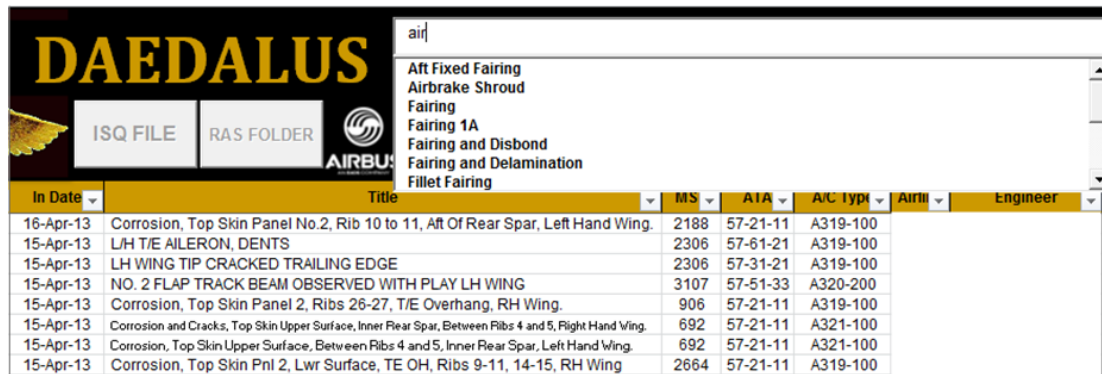 air
DAEDALUS
Aft Fixed Fairing
Airbrake Shroud
Fairing
Fairing 1A
Fairing and Disbond
Fairing and Delamination
Fillet Fairing
ISQ FILE RAS FOLDER
AIRBUS
In Date Title MS ATA A/C Type Airli Engineer
16-Apr-13 Corrosion, Top Skin Panel No.2, Rib 10 to 11, Aft Of Rear Spar, Left Hand Wing. 2188 57-21-11 A319-100
15-Apr-13 L/H T/E AILERON, DENTS 2306 57-61-21 A319-100
15-Apr-13 LH WING TIP CRACKED TRAILING EDGE 2306 57-31-21 A319-100
15-Apr-13 NO. 2 FLAP TRACK BEAM OBSERVED WITH PLAY LH WING 3107 57-51-33 A320-200
15-Apr-13 Corrosion, Top Skin Panel 2, Ribs 26-27, T/E Overhang, RH Wing. 906 57-21-11 A319-100
15-Apr-13 Corrosion and Cracks, Top Skin Upper Surface, Inner Rear Spar, Between Ribs 4 and 5, Right Hand Wing. 692 57-21-11 A321-100
15-Apr-13 Corrosion, Top Skin Upper Surface, Between Ribs 4 and 5, Inner Rear Spar, Left Hand Wing. 692 57-21-11 A321-100
15-Apr-13 Corrosion, Top Skin Pnl 2, Lwr Surface, TE OH, Ribs 9-11, 14-15, RH Wing 2664 57-21-11 A319-100